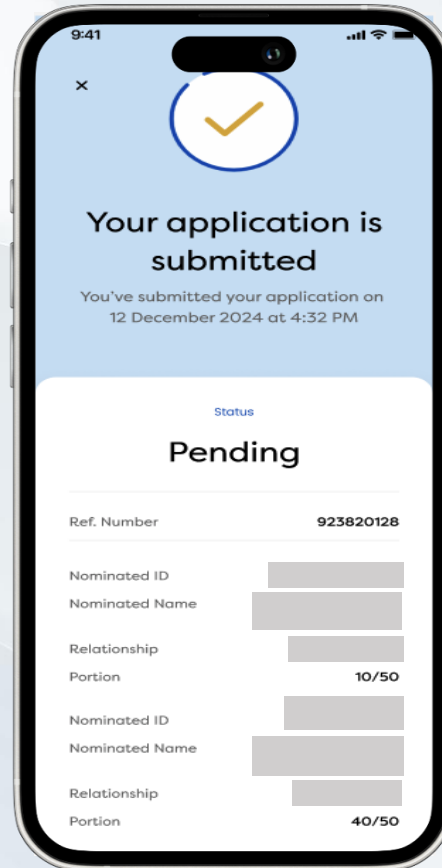 9:41
Your application is
submitted
You've submitted your application on
12 December 2024 at 4:32 PM
Status
Pending
Ref. Number 923820128
Nominated ID
Nominated Name
Relationship
Portion 10/50
Nominated ID
Nominated Name
Relationship
Portion 40/50